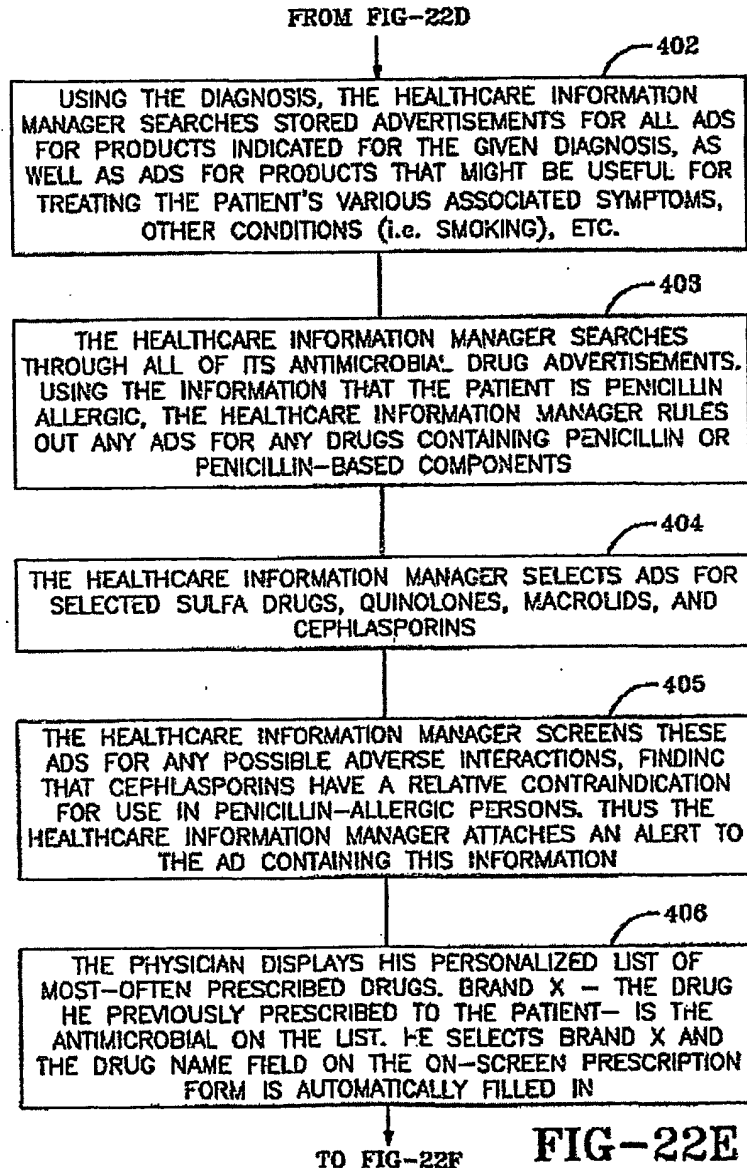 FROM FIG-22D
402
USING THE DIAGNOSIS, THE HEALTHCARE INFORMATION
MANAGER SEARCHES STORED ADVERTISEMENTS FOR ALL ADS
FOR PRODUCTS INDICATED FOR THE GIVEN DIAGNOSIS, AS
WELL AS ADS FOR PRODUCTS THAT MIGHT BE USEFUL FOR
TREATING THE PATIENT'S VARIOUS ASSOCIATED SYMPTOMS,
OTHER CONDITIONS (i.e. SMOKING), ETC.
403
THE HEALTHCARE INFORMATION MANAGER SEARCHES
THROUGH ALL OF ITS ANTIMICROBIAL DRUG ADVERTISEMENTS.
USING THE INFORMATION THAT THE PATIENT IS PENICILLIN
ALLERGIC, THE HEALTHCARE INFORMATION MANAGER RULES
OUT ANY ADS FOR ANY DRUGS CONTAINING PENICILLIN OR
PENICILLIN-BASED COMPONENTS
404
THE HEALTHCARE INFORMATION MANAGER SELECTS ADS FOR
SELECTED SULFA DRUGS, QUINOLONES, MACROLIDS, AND
CEPHLASPORINS
405
THE HEALTHCARE INFORMATION MANAGER SCREENS THESE
ADS FOR ANY POSSIBLE ADVERSE INTERACTIONS, FINDING
THAT CEPHLASPORINS HAVE A RELATIVE CONTRAINDICATION
FOR USE IN PENICILLIN-ALLERGIC PERSONS. THUS THE
HEALTHCARE INFORMATION MANAGER ATTACHES AN ALERT TO
THE AD CONTAINING THIS INFORMATION
406
THE PHYSICIAN DISPLAYS HIS PERSONALIZED LIST OF
MOST-OFTEN PRESCRIBED DRUGS. BRAND X - THE DRUG
HE PREVIOUSLY PRESCRIBED TO THE PATIENT- IS THE
ANTIMICROBIAL ON THE LIST. HE SELECTS BRAND X AND
THE DRUG NAME FIELD ON THE ON-SCREEN PRESCRIPTION
FORM IS AUTOMATICALLY FILLED IN
TO FIG-22F
FIG-22E